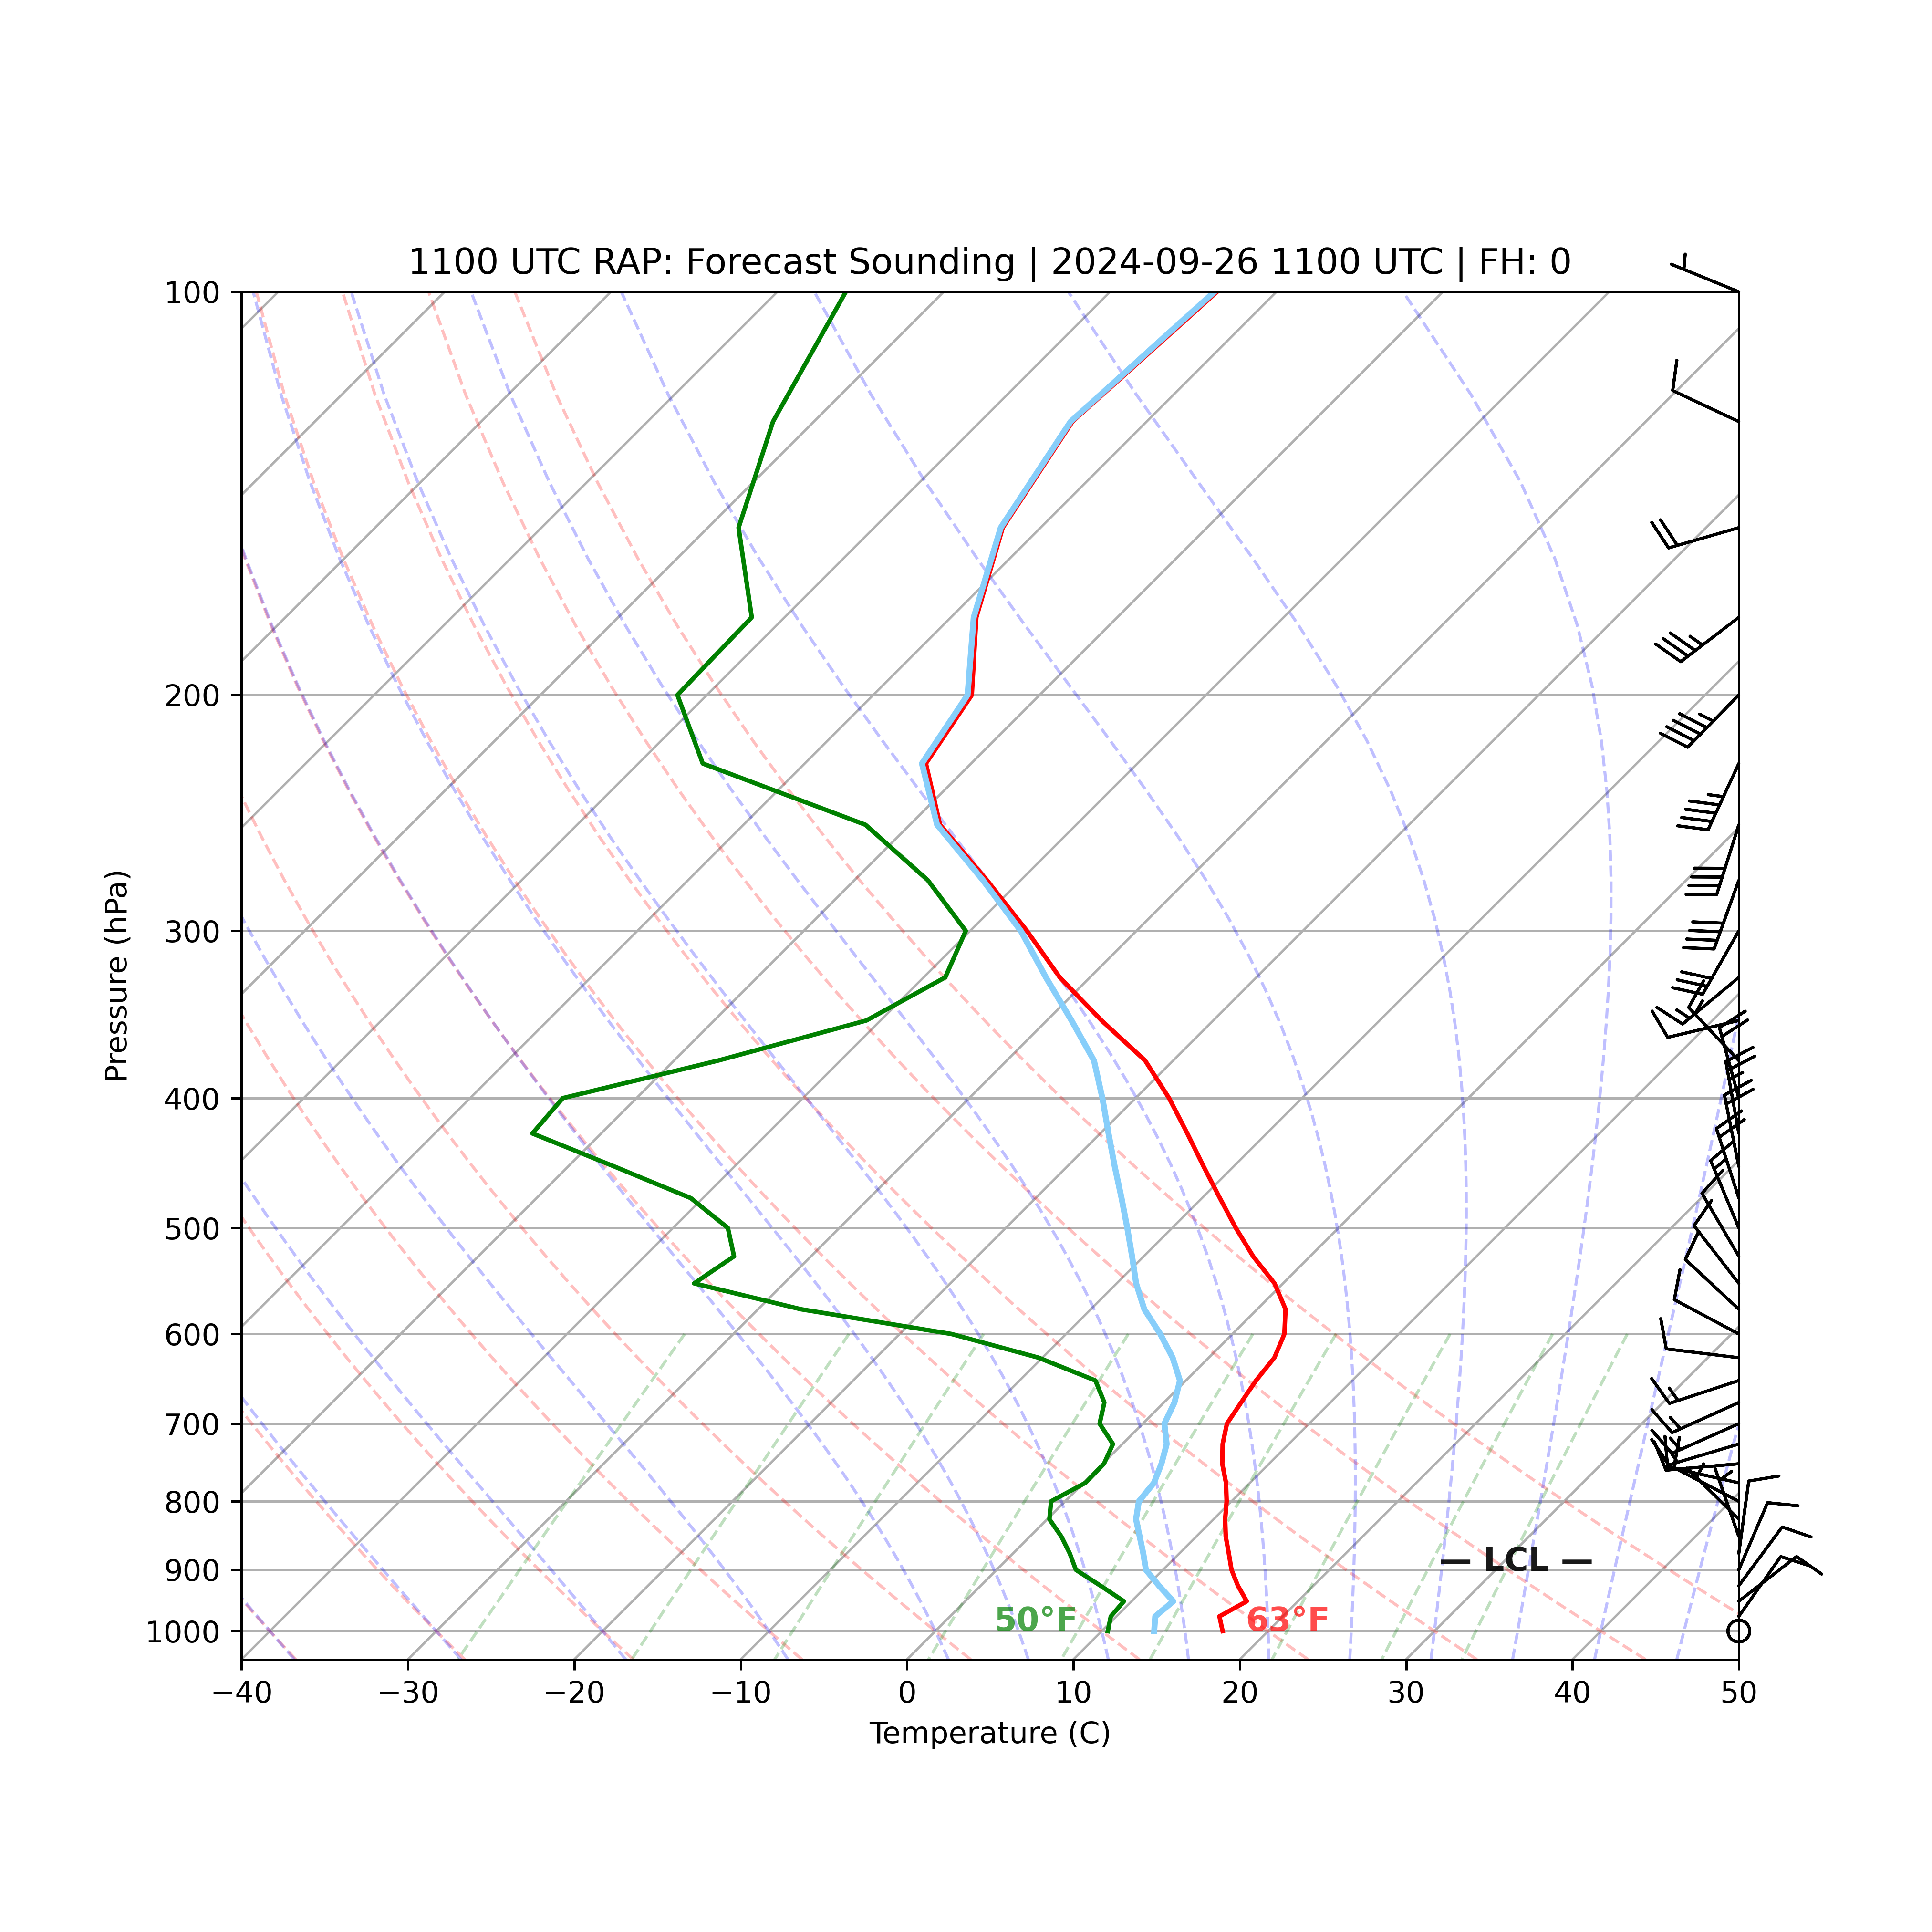 1100 UTC RAP: Forecast Sounding | 2024-09-26 1100 UTC | FH: 0
100
200
300
400
500
600
700
800
900
1000
Pressure (hPa)
— LCL —
50°F
63°F
−40 −30 −20 −10 0 10 20 30 40 50
Temperature (C)